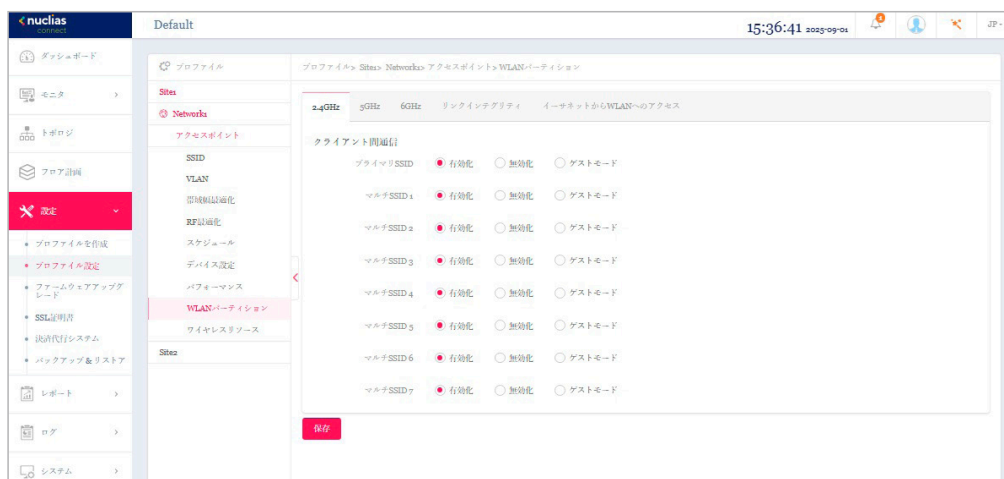 nuclias
connect
Default
15:36:41 2025-09-01
JP
ダッシュボード
モニタ
トポロジ
フロア計画
設定
プロファイルを作成
プロファイル設定
ファームウェアアップグ
レード
SSL証明書
決済代行システム
バックアップ&リストア
レポート
ログ
システム
プロファイル
Site1
Networks
アクセスポイント
SSID
VLAN
帯域幅最適化
RF最適化
スケジュール
デバイス設定
パフォーマンス
WLANパーティション
ワイヤレスリソース
Site2
プロファイル> Site1> Network1> アクセスポイント> WLANパーティション
2.4GHz 5GHz 6GHz リンクインテグリティ イーサネットからWLANへのアクセス
クライアント間通信
プライマリSSID 有効化 無効化 ゲストモード
マルチSSID 1 有効化 無効化 ゲストモード
マルチSSID 2 有効化 無効化 ゲストモード
マルチSSID 3 有効化 無効化 ゲストモード
マルチSSID 4 有効化 無効化 ゲストモード
マルチSSID 5 有効化 無効化 ゲストモード
マルチSSID 6 有効化 無効化 ゲストモード
マルチSSID 7 有効化 無効化 ゲストモード
保存